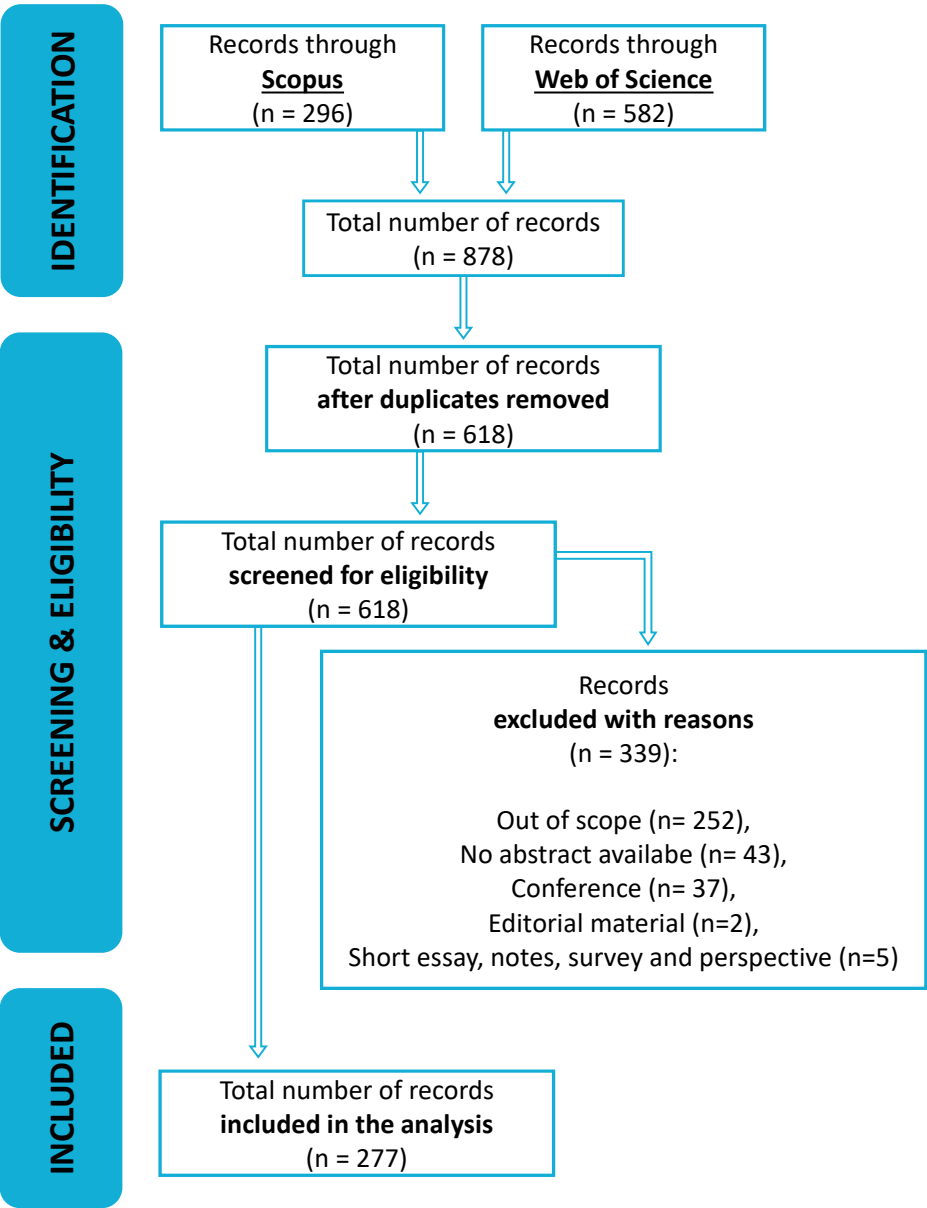 IDENTIFICATION
Records through
Scopus
(n = 296)
Records through
Web of Science
(n = 582)
Total number of records
(n = 878)
SCREENING & ELIGIBILITY
Total number of records
after duplicates removed
(n = 618)
Total number of records
screened for eligibility
(n = 618)
Records
excluded with reasons
(n = 339):
Out of scope (n= 252),
No abstract availabe (n= 43),
Conference (n= 37),
Editorial material (n=2),
Short essay, notes, survey and perspective (n=5)
INCLUDED
Total number of records
included in the analysis
(n = 277)